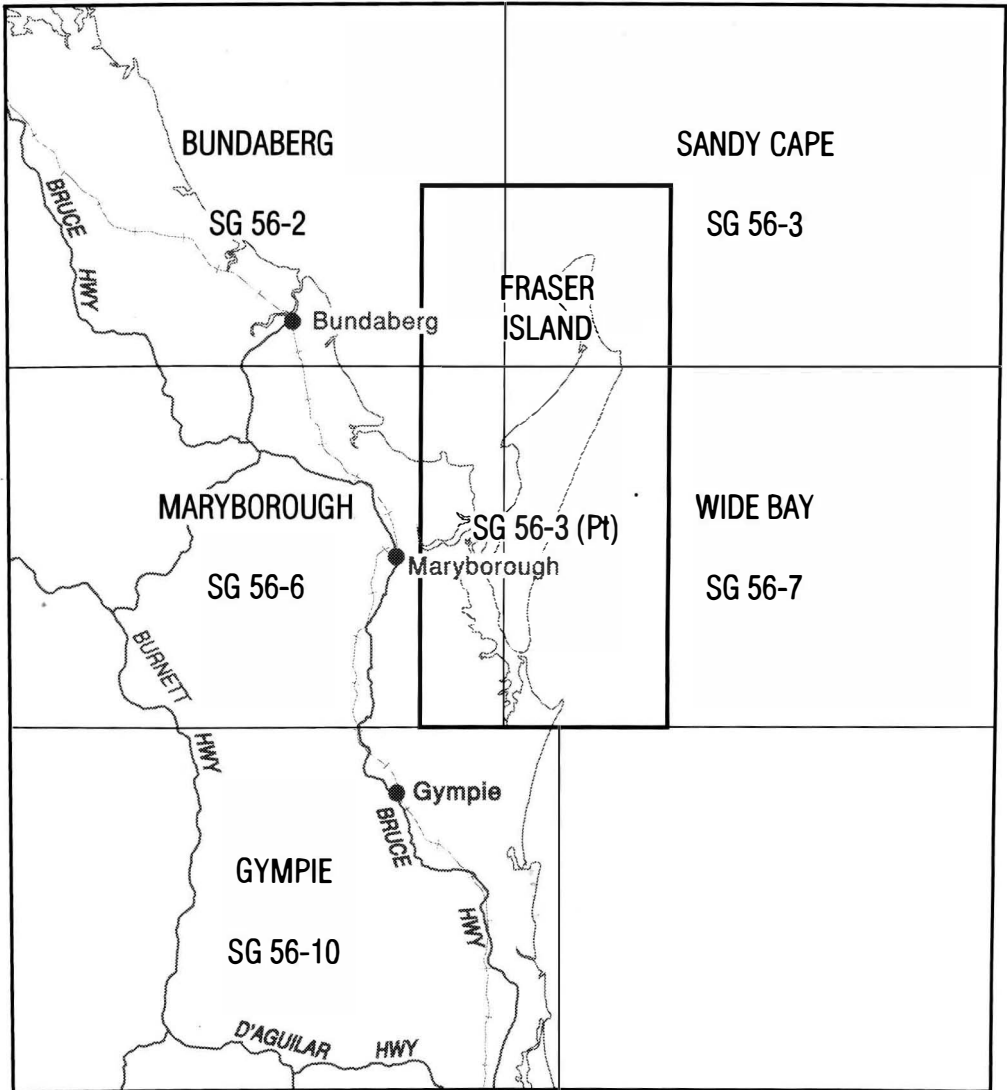 BUNDABERG
SG 56-2
SANDY CAPE
SG 56-3
BRUCE
HWY
FRASER
ISLAND
Bundaberg
MARYBOROUGH
SG 56-6
SG 56-3 (Pt)
Maryborough
WIDE BAY
SG 56-7
BURNETT
HWY
Gympie
BRUCE
HWY
GYMPIE
SG 56-10
D'AGUILAR HWY